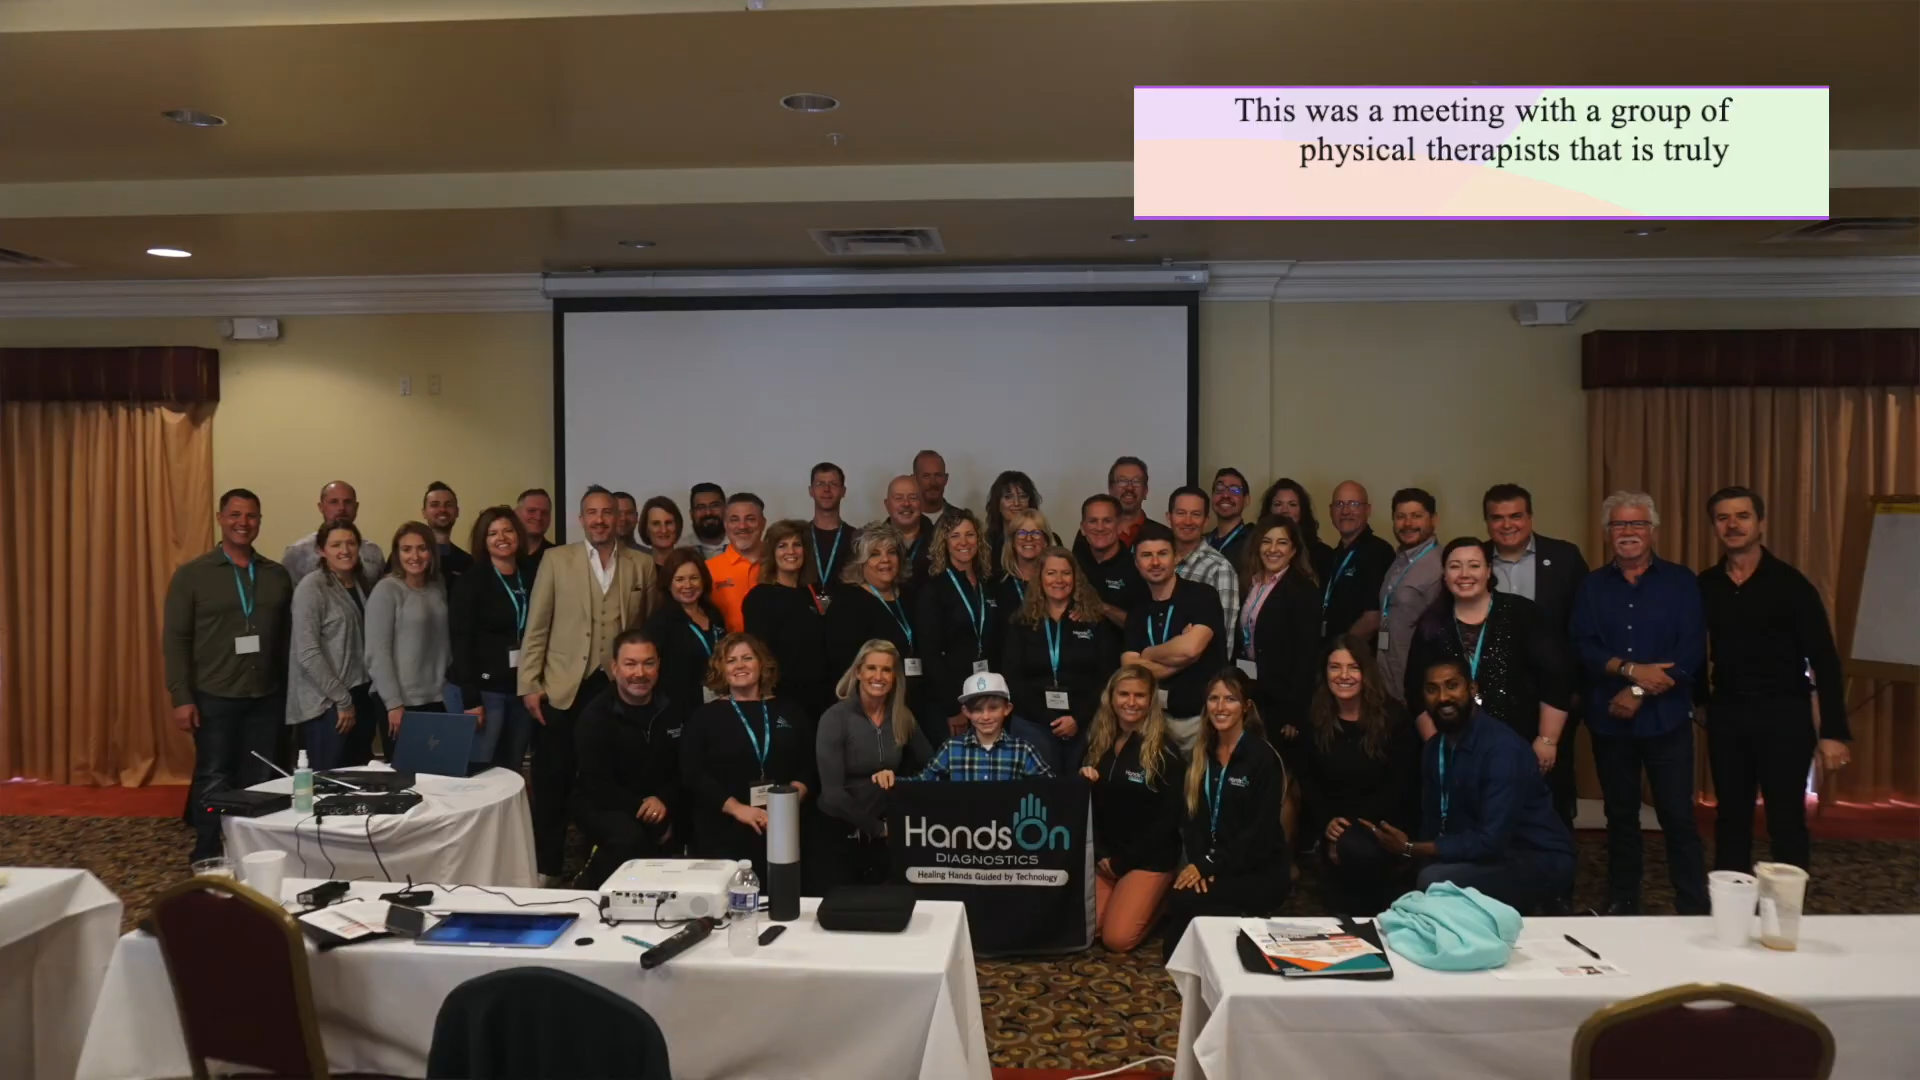 This was a meeting with a group of
physical therapists that is truly
HandsOn
DIAGNOSTICS
Healing Hands Guided by Technology